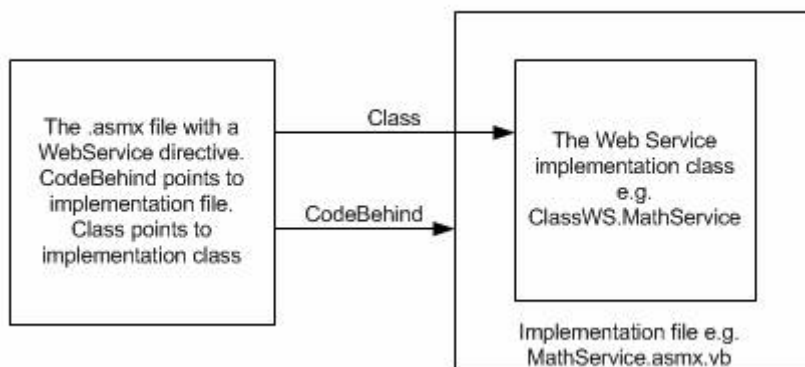 The .asmx file with a
WebService directive.
CodeBehind points to
implementation file.
Class points to
implementation class
Class
CodeBehind
The Web Service
implementation class
e.g.
ClassWS.MathService
Implementation file e.g.
MathService.asmx.vb